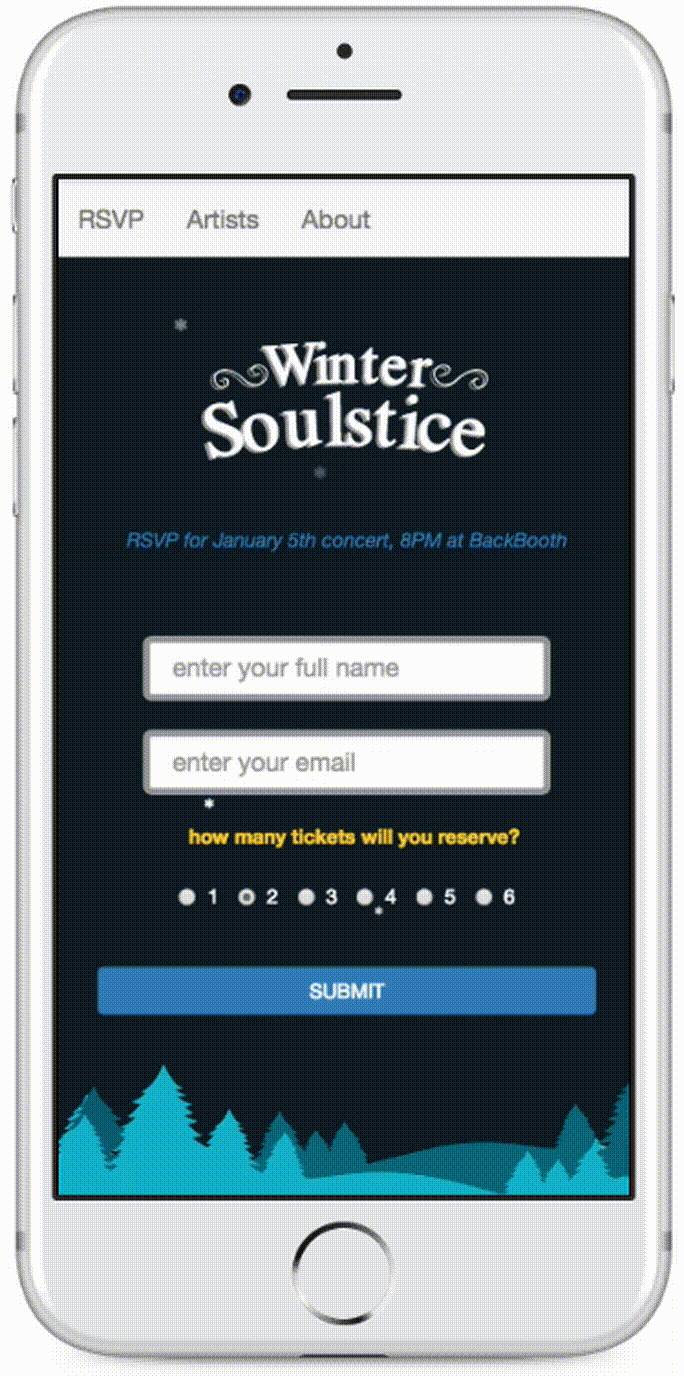 RSVP Artists About
Winter
Soulstice
RSVP for January 5th concert, 8PM at BackBooth
enter your full name
enter your email
how many tickets will you reserve?
1 2 3 4 5 6
SUBMIT